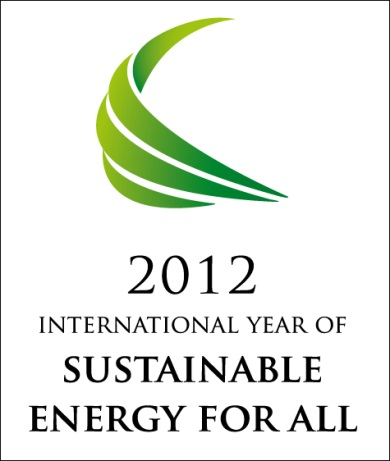 2012
INTERNATIONAL YEAR OF
SUSTAINABLE
ENERGY FOR ALL